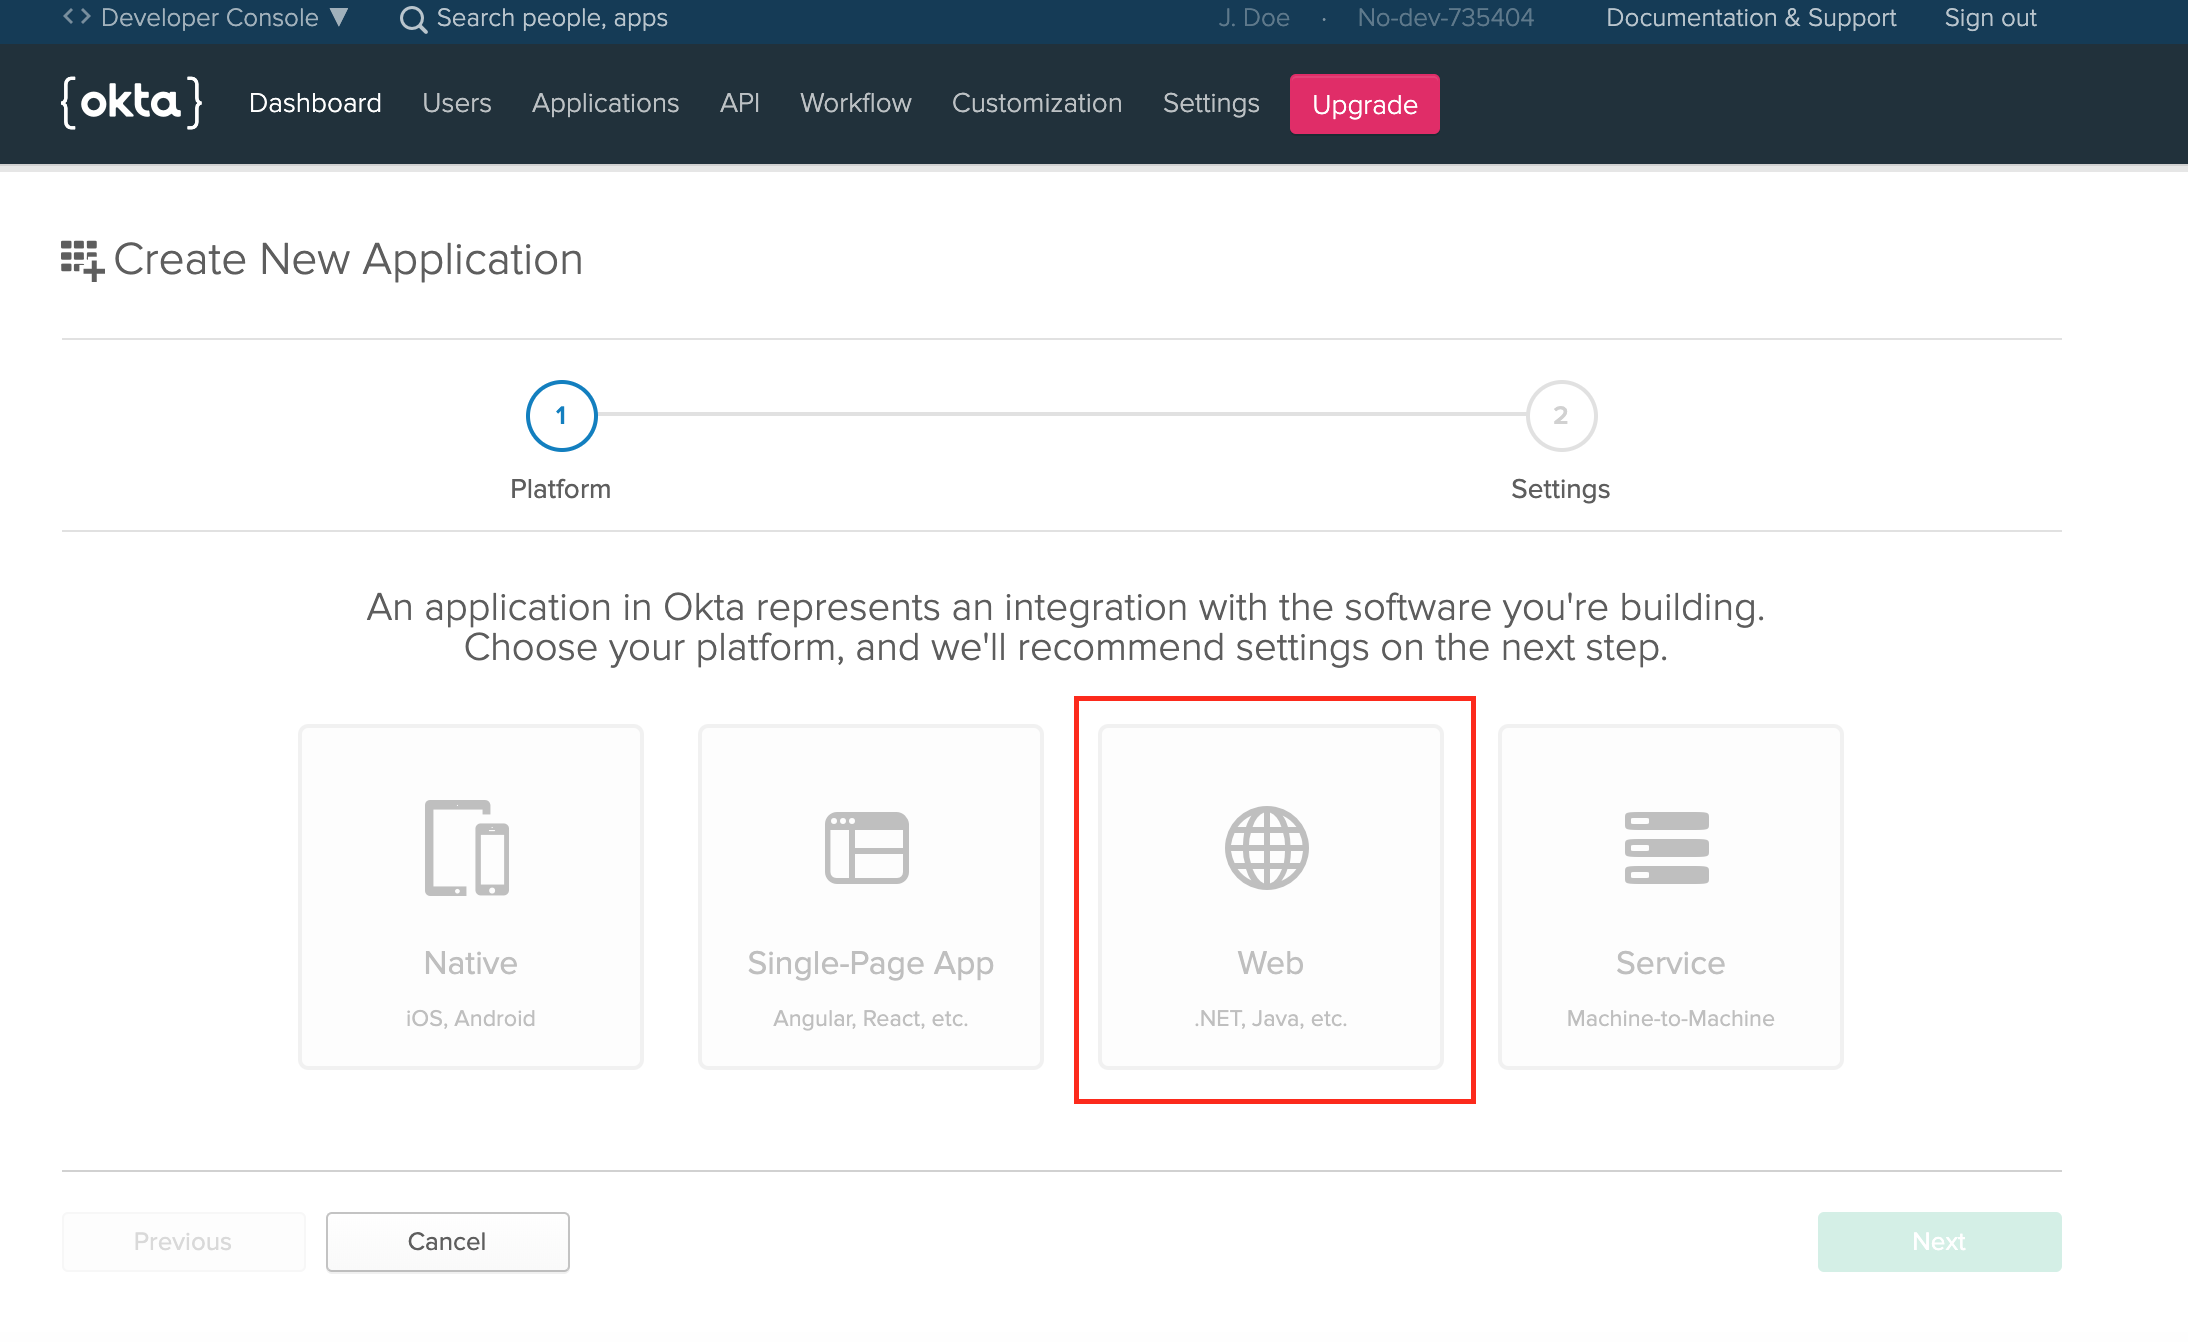 <> Developer Console ▼ Search people, apps J. Doe · No-dev-735404 Documentation & Support Sign out
{okta} Dashboard Users Applications API Workflow Customization Settings Upgrade
Create New Application
1 2
Platform Settings
An application in Okta represents an integration with the software you're building.
Choose your platform, and we'll recommend settings on the next step.
Native Single-Page App Web Service
iOS, Android Angular, React, etc. .NET, Java, etc. Machine-to-Machine
Previous Cancel Next